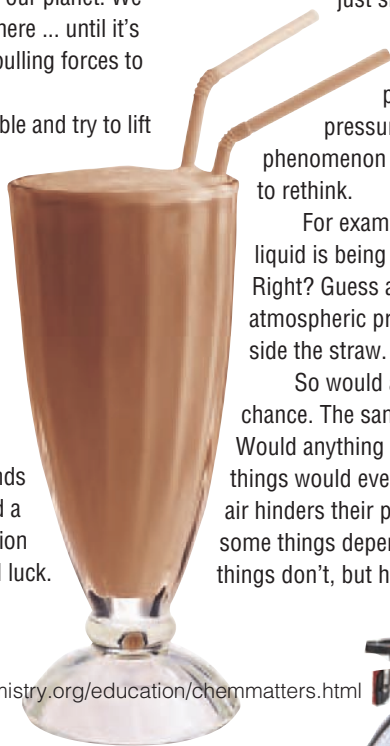 our planet. We
here ... until it's
pulling forces to
ble and try to lift
nds
d a
ion
l luck.
just s
p
pressur
phenomenon
to rethink.
For exam
liquid is being
Right? Guess a
atmospheric pr
side the straw.
So would a
chance. The san
Would anything
things would eve
air hinders their p
some things depen
things don't, but h
mistry.org/education/chemmatters.html